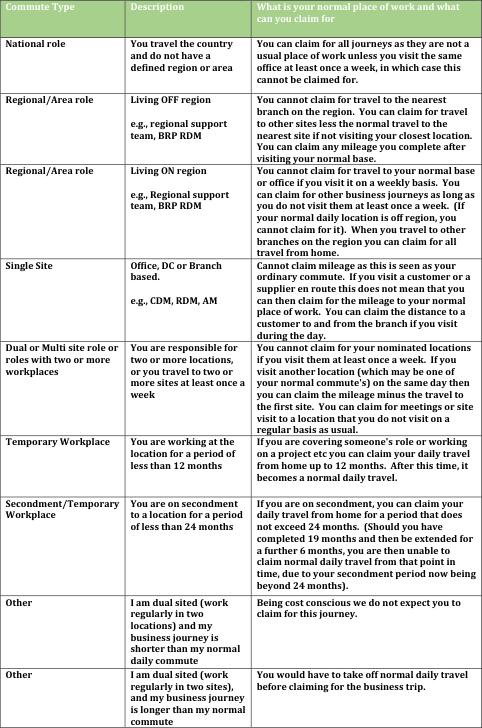 Commute Type
Description
What is your normal place of work and what
can you claim for
National role
You travel the country
and do not have a
defined region or area
You can claim for all journeys as they are not a
usual place of work unless you visit the same
office at least once a week, in which case this
cannot be claimed for.
Regional/Area role
Living OFF region
e.g., regional support
team, BRP RDM
You cannot claim for travel to the nearest
branch on the region. You can claim for travel
to other sites less the normal travel to the
nearest site if not visiting your closest location.
You can claim any mileage you complete after
visiting your normal base.
Regional/Area role
Living ON region
e.g., Regional support
team, BRP RDM
You cannot claim for travel to your normal base
or office if you visit it on a weekly basis. You
can claim for other business journeys as long as
you do not visit them at least once a week. (If
your normal daily location is off region, you
cannot claim for it). When you travel to other
branches on the region you can claim for all
travel from home.
Single Site
Office, DC or Branch
based.
e.g., CDM, RDM, AM
Cannot claim mileage as this is seen as your
ordinary commute. If you visit a customer or a
supplier en route this does not mean that you
can then claim for the mileage to your normal
place of work. You can claim the distance to a
customer to and from the branch if you visit
during the day.
Dual or Multi site role or
roles with two or more
workplaces
You are responsible for
two or more locations,
or you travel to two or
more sites at least once a
week
You cannot claim for your nominated locations
if you visit them at least once a week. If you
visit another location (which may be one of
your normal commute's) on the same day then
you can claim the mileage minus the travel to
the first site. You can claim for meetings or site
visit to a location that you do not visit on a
regular basis as usual.
Temporary Workplace
You are working at the
location for a period of
less than 12 months
If you are covering someone's role or working
on a project etc you can claim your daily travel
from home up to 12 months. After this time, it
becomes a normal daily travel.
Secondment/Temporary
Workplace
You are on secondment
to a location for a period
of less than 24 months
If you are on secondment, you can claim your
daily travel from home for a period that does
not exceed 24 months. (Should you have
completed 19 months and then be extended for
a further 6 months, you are then unable to
claim normal daily travel from that point in
time, due to your secondment period now being
beyond 24 months).
Other
I am dual sited (work
regularly in two
locations) and my
business journey is
shorter than my normal
daily commute
Being cost conscious we do not expect you to
claim for this journey.
Other
I am dual sited (work
regularly in two sites),
and my business journey
is longer than my normal
commute
You would have to take off normal daily travel
before claiming for the business trip.